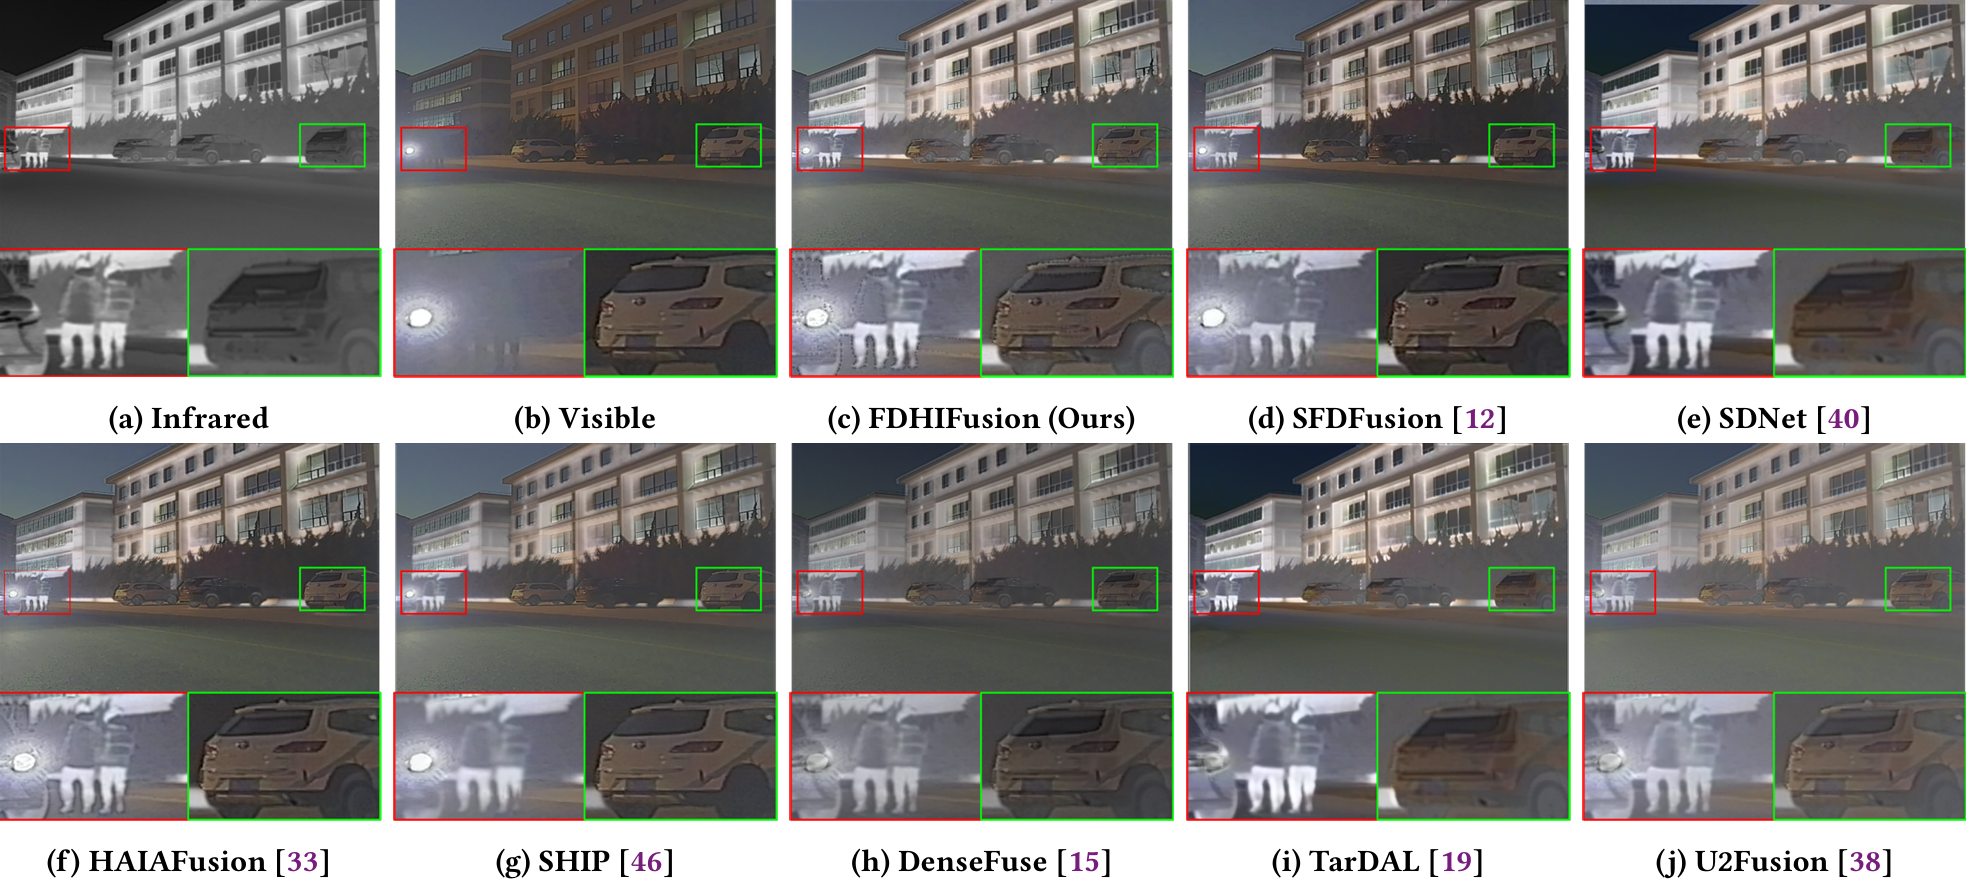 (a) Infrared
(b) Visible
(c) FDHIFusion (Ours)
(d) SFDFusion [12]
(e) SDNet [40]
(f) HAIAFusion [33]
(g) SHIP [46]
(h) DenseFuse [15]
(i) TarDAL [19]
(j) U2Fusion [38]